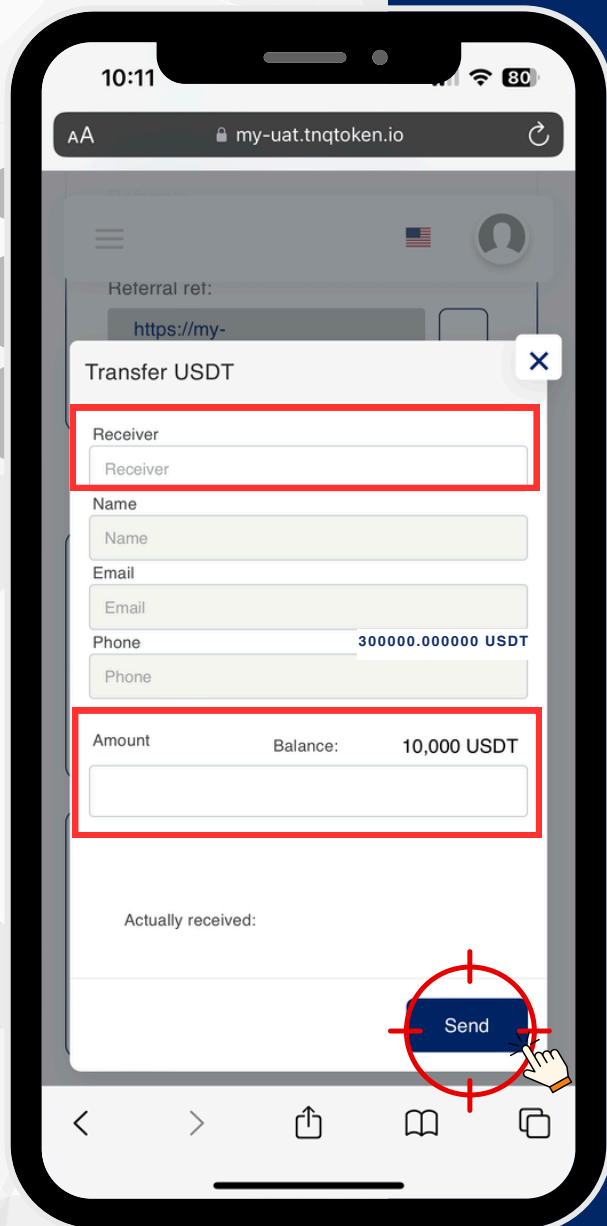 10:11
80
AA
my-uat.tnqtoken.io
Referral ref:
https://my-
Transfer USDT
Receiver
Receiver
Name
Name
Email
Email
Phone
300000.000000 USDT
Phone
Amount
Balance:
10,000 USDT
Actually received:
Send